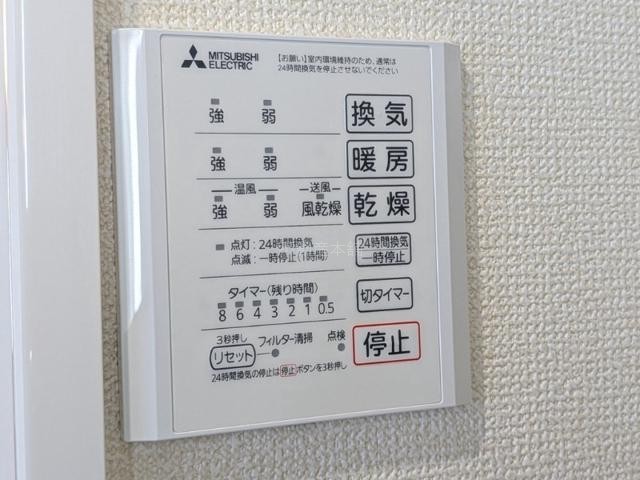 MITSUBISHI
ELECTRIC
【お願い】室内環境維持のため、通常は
24時間換気を停止させないでください
強 弱 換気
強 弱 暖房
温風 送風
強 弱 風乾燥 乾燥
点灯：24時間換気
点滅：一時停止(1時間)
24時間換気
一時停止
タイマー(残り時間)
8 6 4 3 2 1 0.5
切タイマー
3秒押し
リセット フィルター清掃 点検
停止
24時間換気の停止は停止ボタンを3秒押し